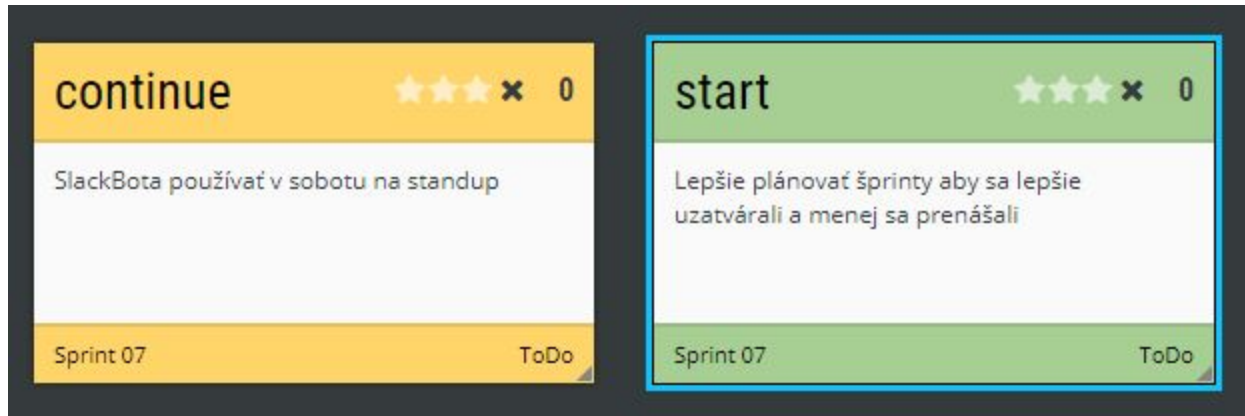 continue 0
SlackBota používať v sobotu na standup
Sprint 07 ToDo
start 0
Lepšie plánovať šprinty aby sa lepšie
uzatvárali a menej sa prenášali
Sprint 07 ToDo